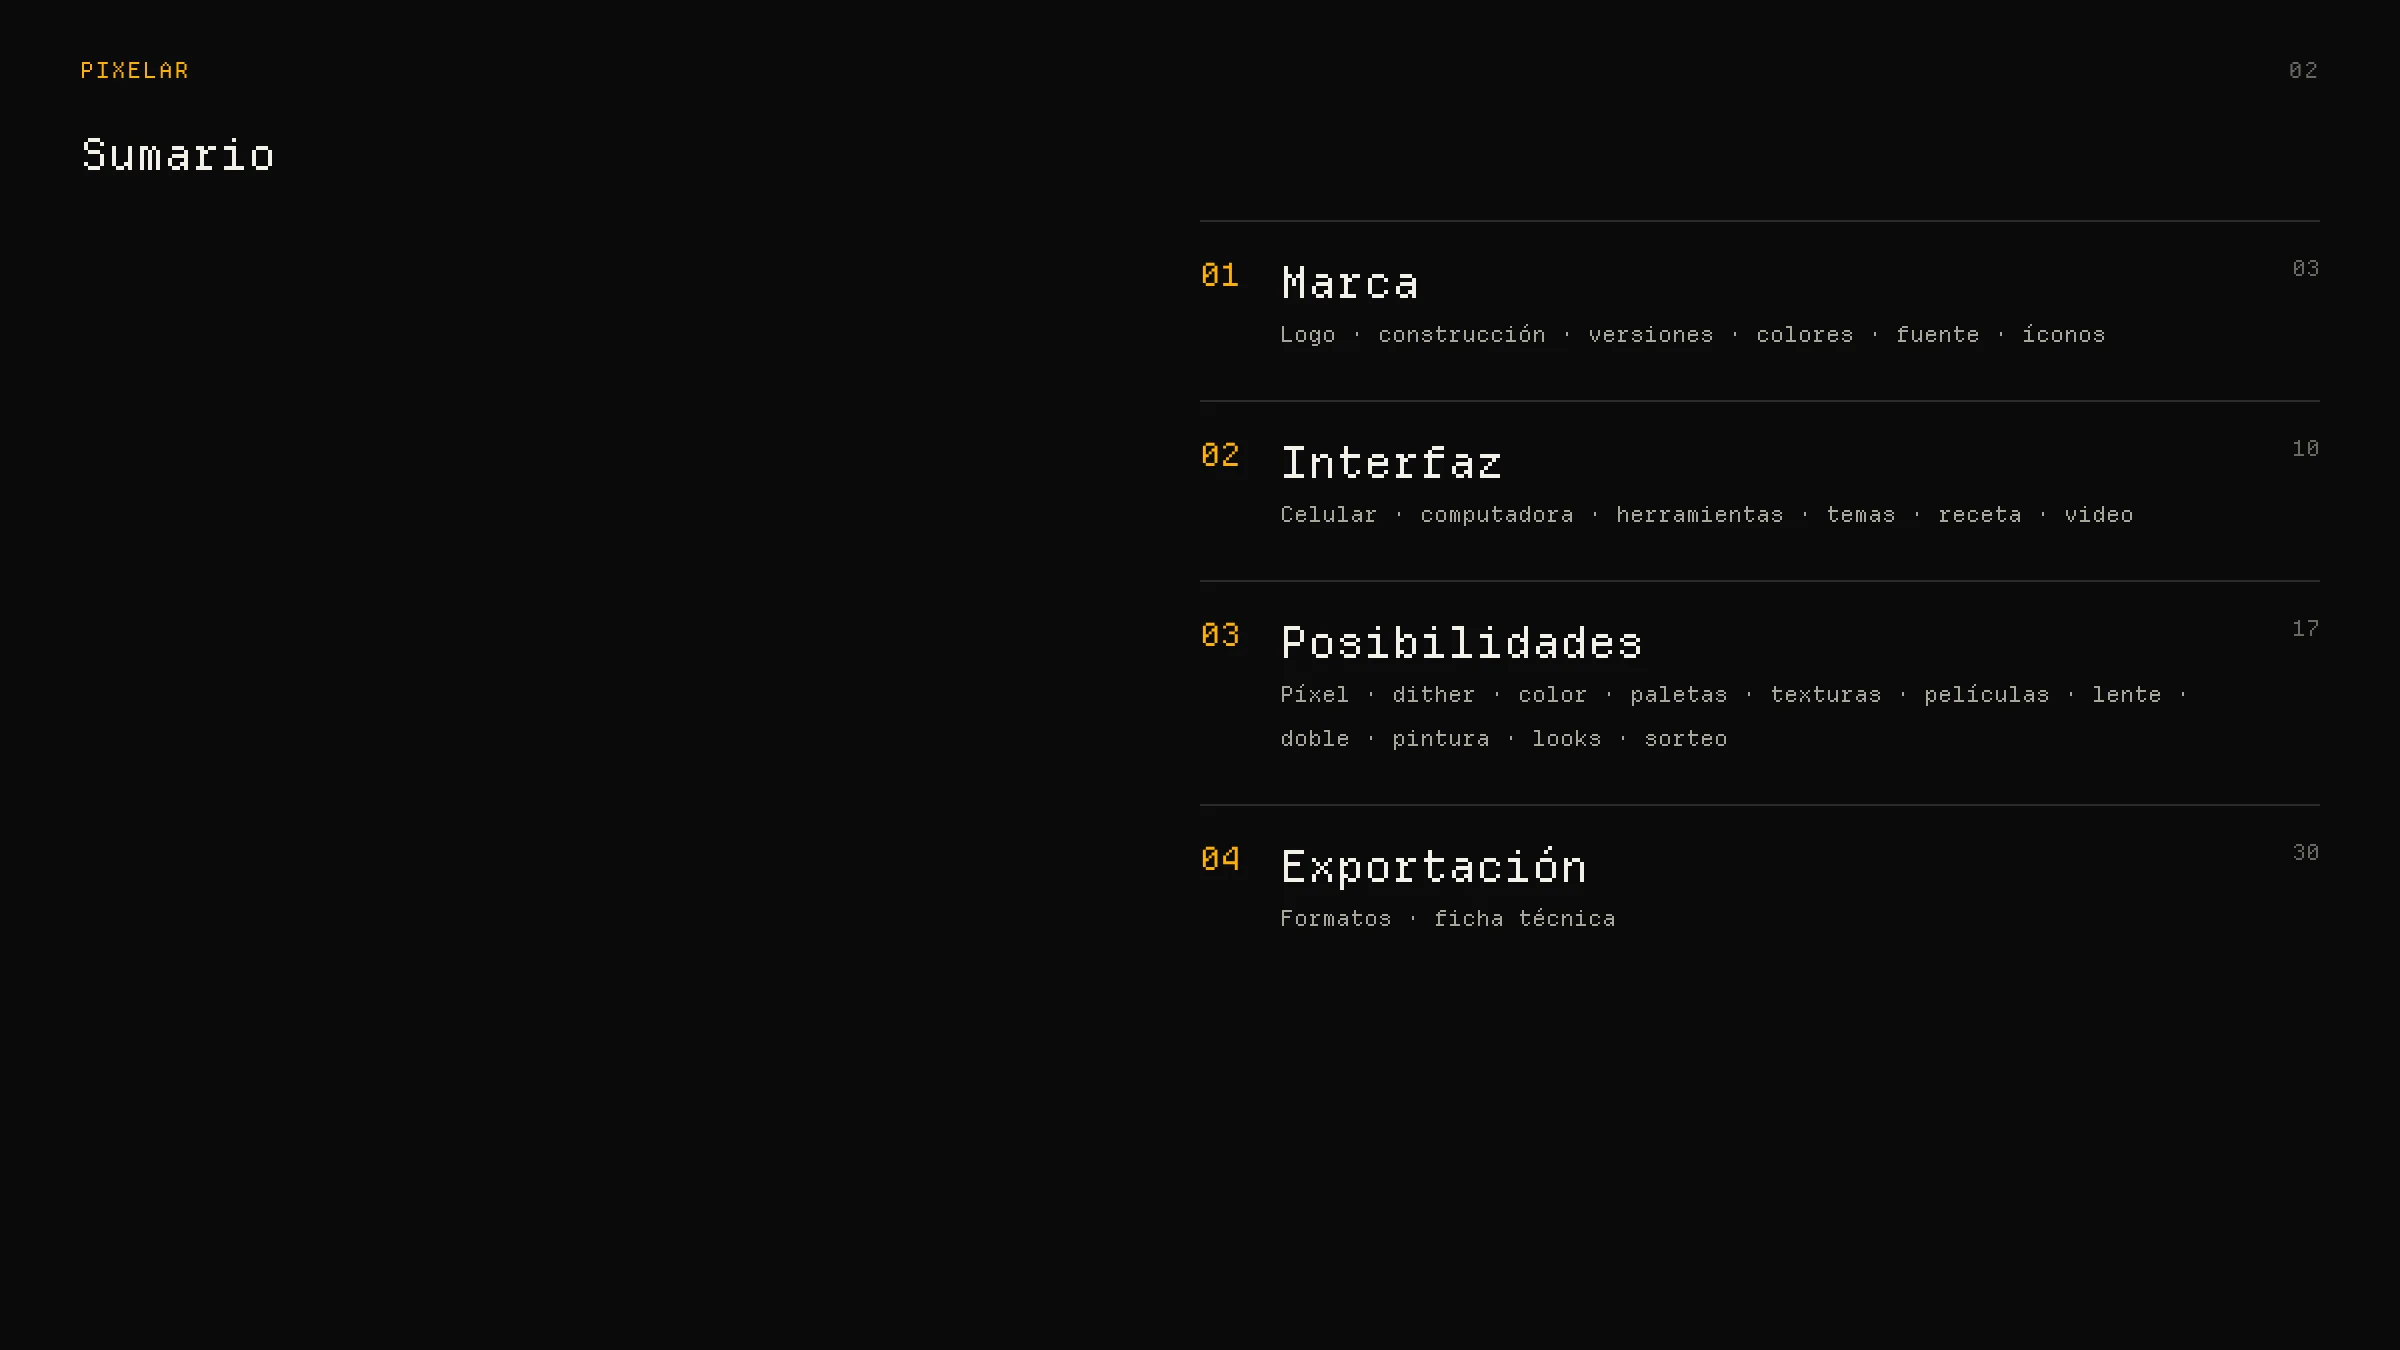 PIXELAR
02
Sumario
01 Marca 03
Logo · construcción · versiones · colores · fuente · íconos
02 Interfaz 10
Celular · computadora · herramientas · temas · receta · video
03 Posibilidades 17
Píxel · dither · color · paletas · texturas · películas · lente ·
doble · pintura · looks · sorteo
04 Exportación 30
Formatos · ficha técnica